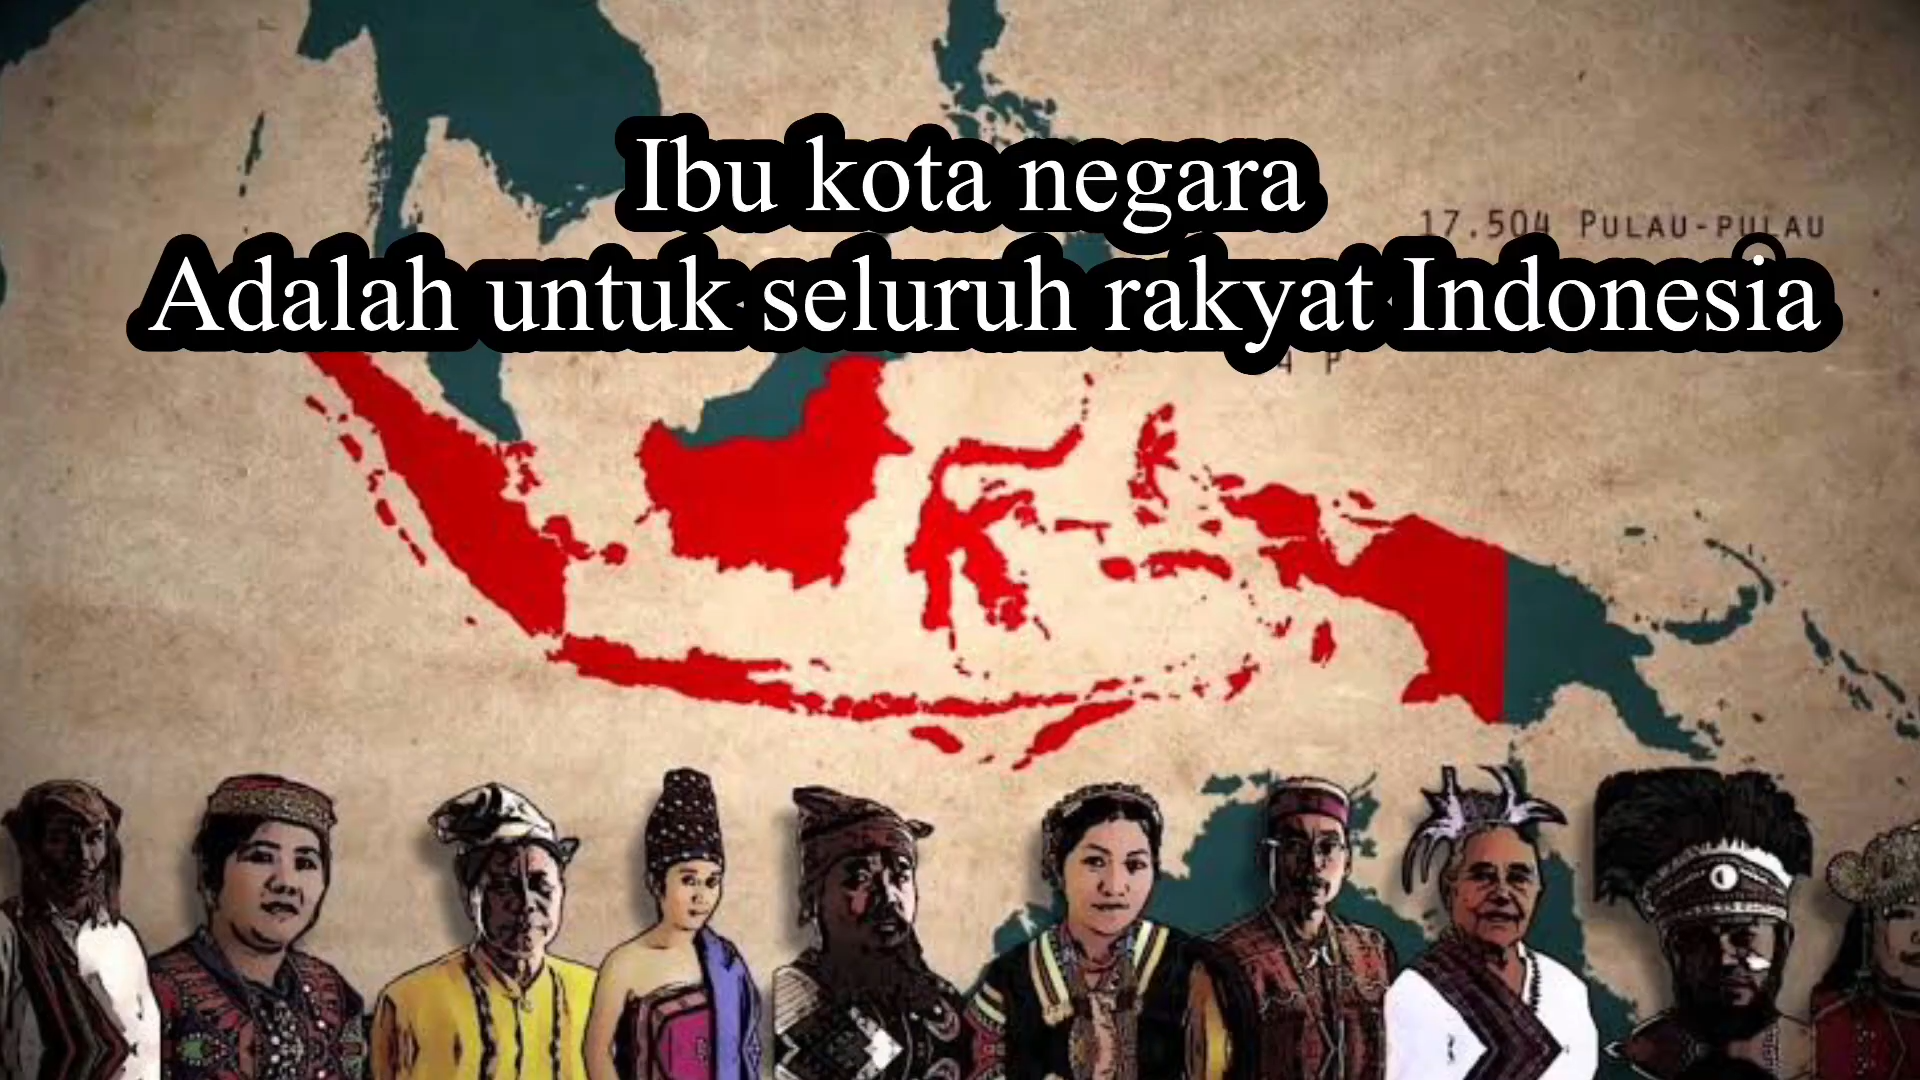 Ibu kota negara
17.504 PULAU-PULAU
Adalah untuk seluruh rakyat Indonesia